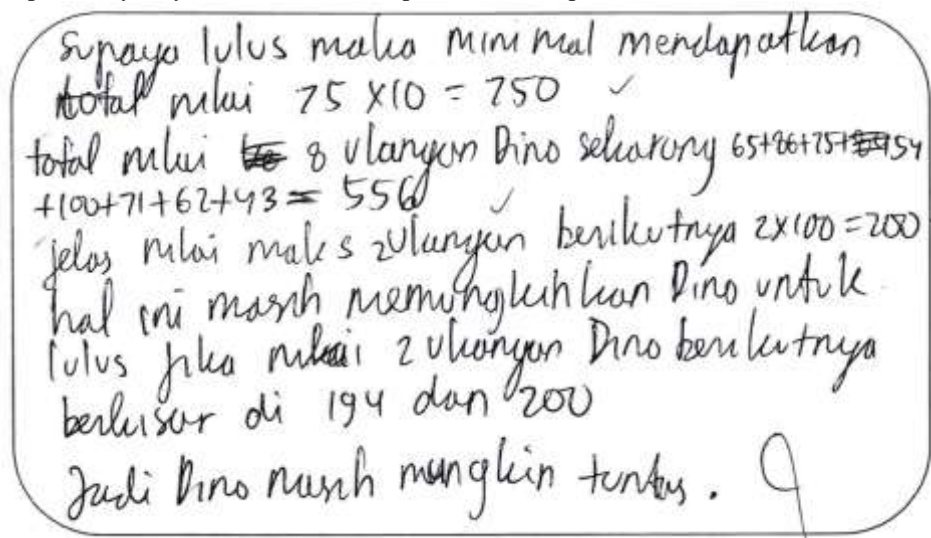 supaya lulus maka minimal mendapatkan
total nilai 75 x10 = 750 ✓
total nilai 8 ulangan Dino sekarang 65+86+75+54
+100+71+62+43 = 556 ✓
jelas nilai maks 2 ulangan berikutnya 2x100 = 200
hal ini masih memungkinkan Dino untuk
lulus jika nilai 2 ulangan Dino berikutnya
berkisar di 194 dan 200
Jadi Dino masih mungkin tuntas.